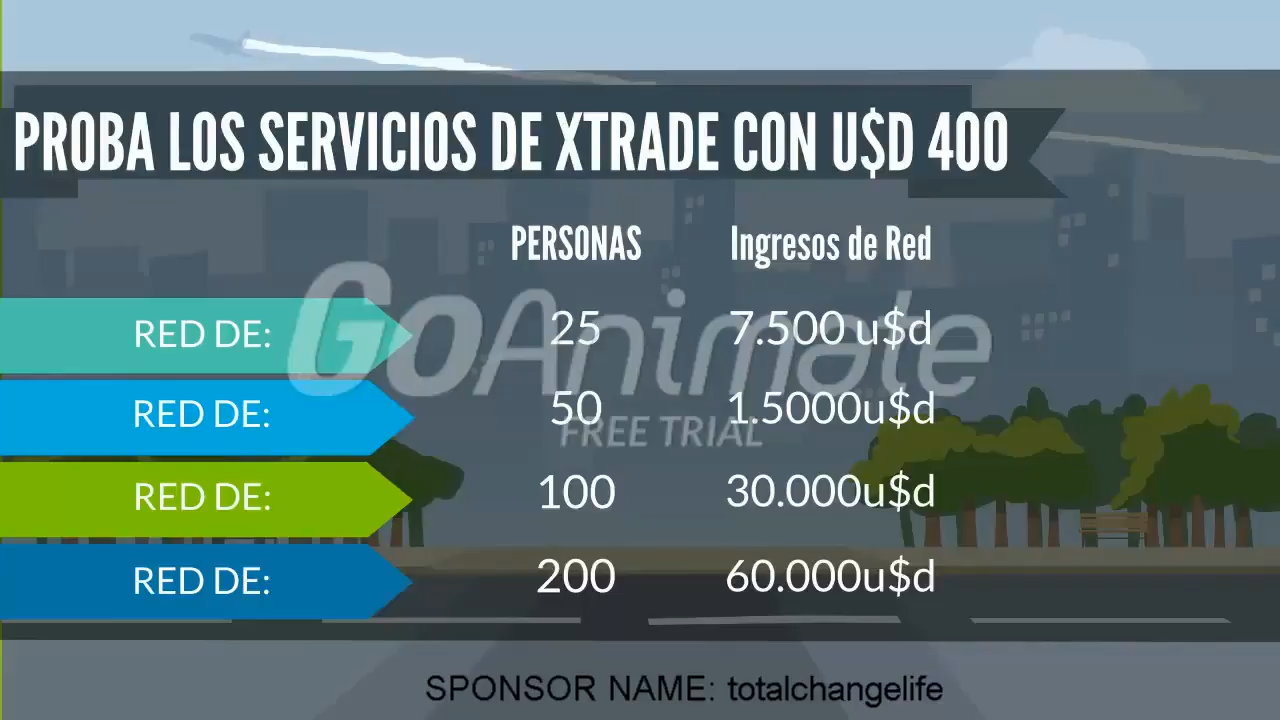 PROBA LOS SERVICIOS DE XTRADE CON U$D 400
PERSONAS Ingresos de Red
RED DE: 25 7.500 u$d
GoAnimate
RED DE: 50 1.5000u$d
FREE TRIAL
RED DE: 100 30.000u$d
RED DE: 200 60.000u$d
SPONSOR NAME: totalchangelife